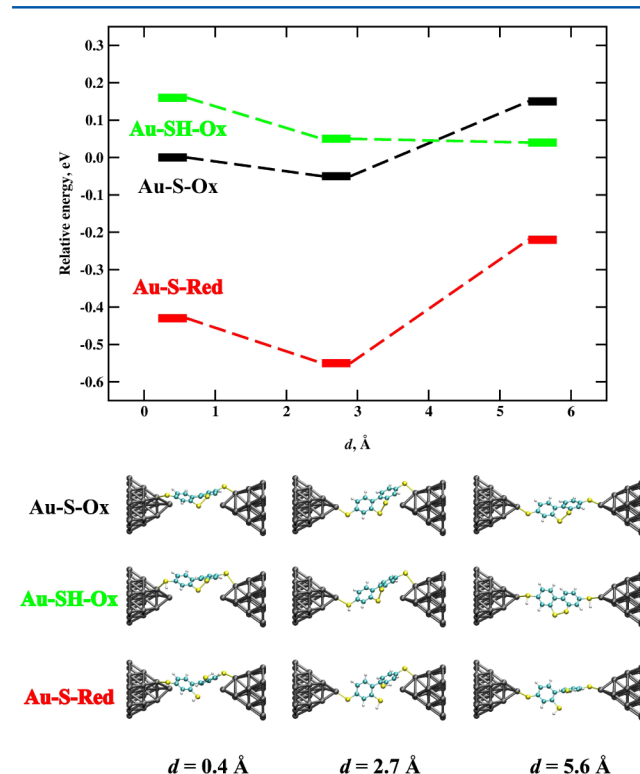 0.3
0.2
0.1
0.0
-0.1
-0.2
-0.3
-0.4
-0.5
-0.6
Relative energy, eV
Au-SH-Ox
Au-S-Ox
Au-S-Red
0 1 2 3 4 5 6
d, Å
Au-S-Ox
Au-SH-Ox
Au-S-Red
d = 0.4 Å d = 2.7 Å d = 5.6 Å